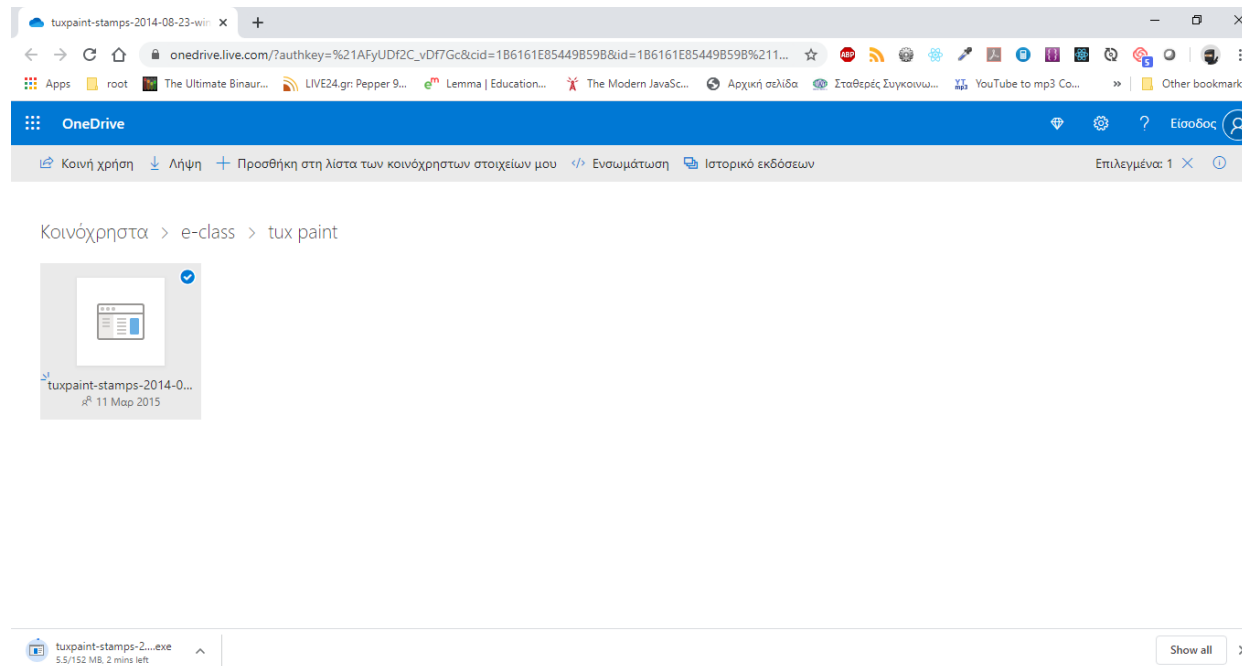 tuxpaint-stamps-2014-08-23-win
onedrive.live.com/?authkey=%21AFyUDf2C_vDf7Gc&cid=1B6161E85449B59B&id=1B6161E85449B59B%211...
Apps root The Ultimate Binaur... LIVE24.gr: Pepper 9... Lemma | Education... The Modern JavaSc... Αρχική σελίδα Σταθερές Συγκοινω... YouTube to mp3 Co... » Other bookmark
OneDrive ? Είσοδος
Κοινή χρήση Λήψη Προσθήκη στη λίστα των κοινόχρηστων στοιχείων μου Ενσωμάτωση Ιστορικό εκδόσεων Επιλεγμένα: 1
Κοινόχρηστα > e-class > tux paint
tuxpaint-stamps-2014-0...
11 Μαρ 2015
tuxpaint-stamps-2....exe
5.5/152 MB, 2 mins left
Show all